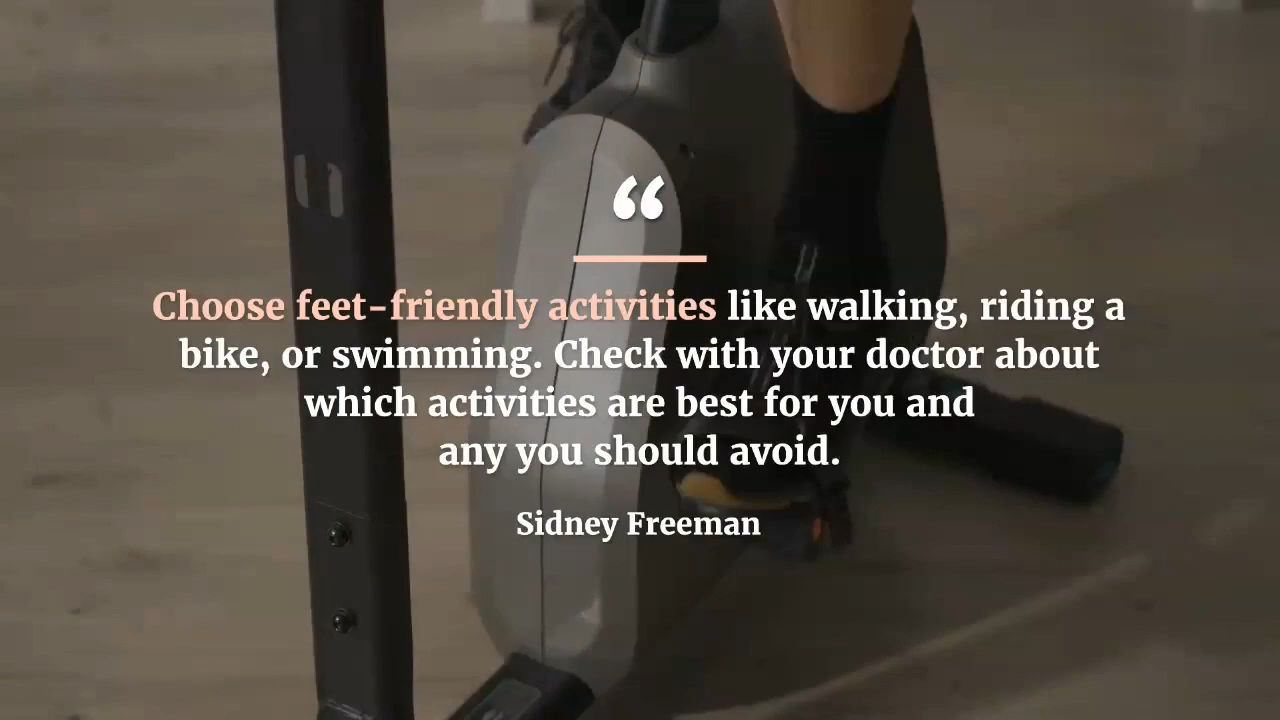 “
Choose feet-friendly activities like walking, riding a
bike, or swimming. Check with your doctor about
which activities are best for you and
any you should avoid.
Sidney Freeman